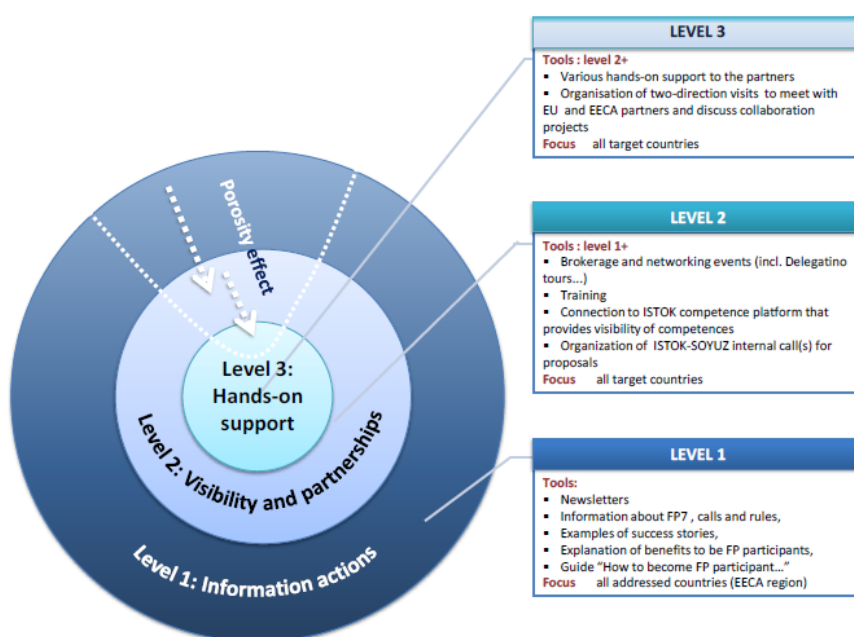 LEVEL 3
Tools : level 2+
▪ Various hands-on support to the partners
▪ Organisation of two-direction visits to meet with
EU and EECA partners and discuss collaboration
projects
Focus all target countries
LEVEL 2
Tools : level 1+
▪ Brokerage and networking events (incl. Delegatino
tours...)
▪ Training
▪ Connection to ISTOK competence platform that
provides visibility of competences
▪ Organization of ISTOK-SOYUZ internal call(s) for
proposals
Focus all target countries
LEVEL 1
Tools:
▪ Newsletters
▪ Information about FP7 , calls and rules,
▪ Examples of success stories,
▪ Explanation of benefits to be FP participants,
▪ Guide “How to become FP participant...”
Focus all addressed countries (EECA region)
Porosity effect
Level 3:
Hands-on
support
Level 2: Visibility and partnerships
Level 1: Information actions